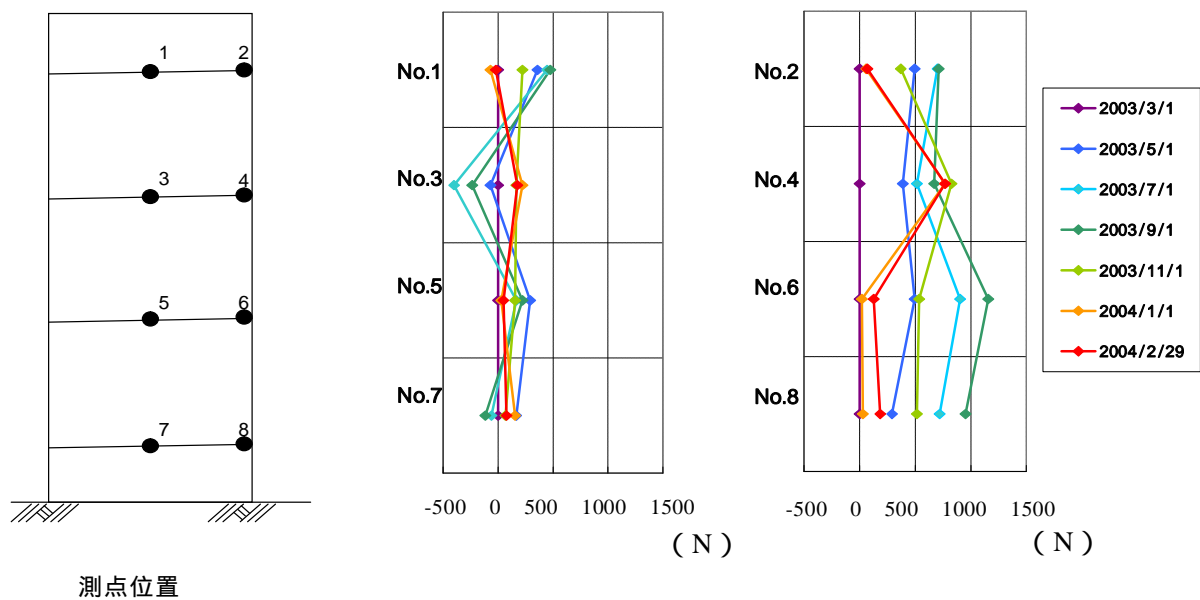 1 2
3 4
5 6
7 8
測点位置
No.1
No.3
No.5
No.7
-500 0 500 1000 1500
( N )
No.2
No.4
No.6
No.8
-500 0 500 1000 1500
( N )
2003/3/1
2003/5/1
2003/7/1
2003/9/1
2003/11/1
2004/1/1
2004/2/29